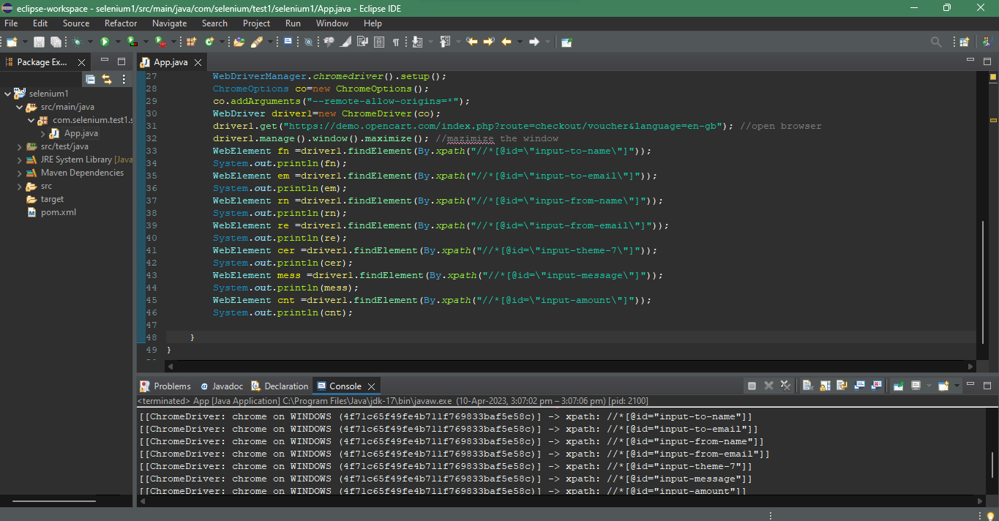 eclipse-workspace - selenium1/src/main/java/com/selenium/test1/selenium1/App.java - Eclipse IDE
File Edit Source Refactor Navigate Search Project Run Window Help
Package Ex...
selenium1
src/main/java
com.selenium.test1.s
App.java
src/test/java
JRE System Library [Java
Maven Dependencies
src
target
pom.xml
App.java
27 WebDriverManager.chromedriver().setup();
28 ChromeOptions co=new ChromeOptions();
29 co.addArguments("--remote-allow-origins=*");
30 WebDriver driver1=new ChromeDriver(co);
31 driver1.get("https://demo.opencart.com/index.php?route=checkout/voucher&language=en-gb"); //open browser
32 driver1.manage().window().maximize(); //mazimize the window
33 WebElement fn =driver1.findElement(By.xpath("//*[@id=\"input-to-name\"]"));
34 System.out.println(fn);
35 WebElement em =driver1.findElement(By.xpath("//*[@id=\"input-to-email\"]"));
36 System.out.println(em);
37 WebElement rn =driver1.findElement(By.xpath("//*[@id=\"input-from-name\"]"));
38 System.out.println(rn);
39 WebElement re =driver1.findElement(By.xpath("//*[@id=\"input-from-email\"]"));
40 System.out.println(re);
41 WebElement cer =driver1.findElement(By.xpath("//*[@id=\"input-theme-7\"]"));
42 System.out.println(cer);
43 WebElement mess =driver1.findElement(By.xpath("//*[@id=\"input-message\"]"));
44 System.out.println(mess);
45 WebElement cnt =driver1.findElement(By.xpath("//*[@id=\"input-amount\"]"));
46 System.out.println(cnt);
47
48 }
49 }
Problems Javadoc Declaration Console
<terminated> App [Java Application] C:\Program Files\Java\jdk-17\bin\javaw.exe (10-Apr-2023, 3:07:02 pm – 3:07:06 pm) [pid: 2100]
[[ChromeDriver: chrome on WINDOWS (4f71c65f49fe4b711f769833baf5e58c)] -> xpath: //*[@id="input-to-name"]]
[[ChromeDriver: chrome on WINDOWS (4f71c65f49fe4b711f769833baf5e58c)] -> xpath: //*[@id="input-to-email"]]
[[ChromeDriver: chrome on WINDOWS (4f71c65f49fe4b711f769833baf5e58c)] -> xpath: //*[@id="input-from-name"]]
[[ChromeDriver: chrome on WINDOWS (4f71c65f49fe4b711f769833baf5e58c)] -> xpath: //*[@id="input-from-email"]]
[[ChromeDriver: chrome on WINDOWS (4f71c65f49fe4b711f769833baf5e58c)] -> xpath: //*[@id="input-theme-7"]]
[[ChromeDriver: chrome on WINDOWS (4f71c65f49fe4b711f769833baf5e58c)] -> xpath: //*[@id="input-message"]]
[[ChromeDriver: chrome on WINDOWS (4f71c65f49fe4b711f769833baf5e58c)] -> xpath: //*[@id="input-amount"]]